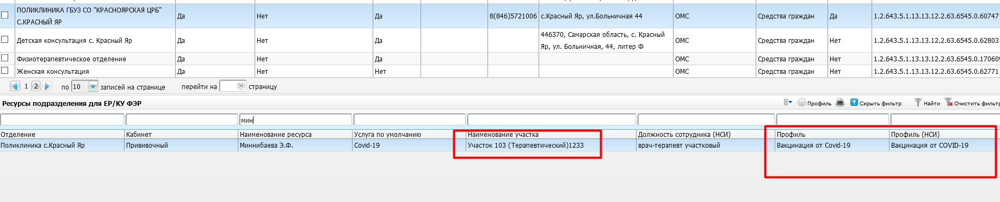 ПОЛИКЛИНИКА ГБУЗ СО "КРАСНОЯРСКАЯ ЦРБ" С.КРАСНЫЙ ЯР Да Нет Да 8(846)5721006 с.Красный Яр, ул.Больничная 44 ОМС Средства граждан Да 1.2.643.5.1.13.13.12.2.63.6545.0.60747
Детская консультация с. Красный Яр Да Нет Да 446370, Самарская область, с. Красный Яр, ул. Больничная, 44, литер Ф ОМС Средства граждан Нет 1.2.643.5.1.13.13.12.2.63.6545.0.62803
Физиотерапевтическое отделение Да Нет Да ОМС Средства граждан Нет 1.2.643.5.1.13.13.12.2.63.6545.0.170609
Женская консультация Да Нет Нет ОМС Средства граждан Нет 1.2.643.5.1.13.13.12.2.63.6545.0.62771
1 2 по 10 записей на странице перейти на страницу
Ресурсы подразделения для ЕР/КУ ФЭР Профиль Скрыть фильтр Найти Очистить фильтр
мин
Отделение Кабинет Наименование ресурса Услуга по умолчанию Наименование участка Должность сотрудника (НСИ) Профиль Профиль (НСИ)
Поликлиника с.Красный Яр Прививочный Миннибаева Э.Ф. Covid-19 Участок 103 (Терапевтический)1233 врач-терапевт участковый Вакцинация от Covid-19 Вакцинация от COVID-19